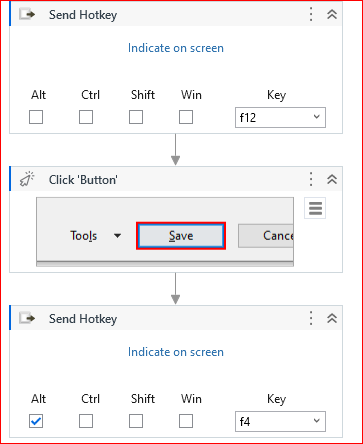 Send Hotkey
Indicate on screen
Alt Ctrl Shift Win Key
f12
Click 'Button'
Tools Save Cance
Send Hotkey
Indicate on screen
Alt Ctrl Shift Win Key
f4